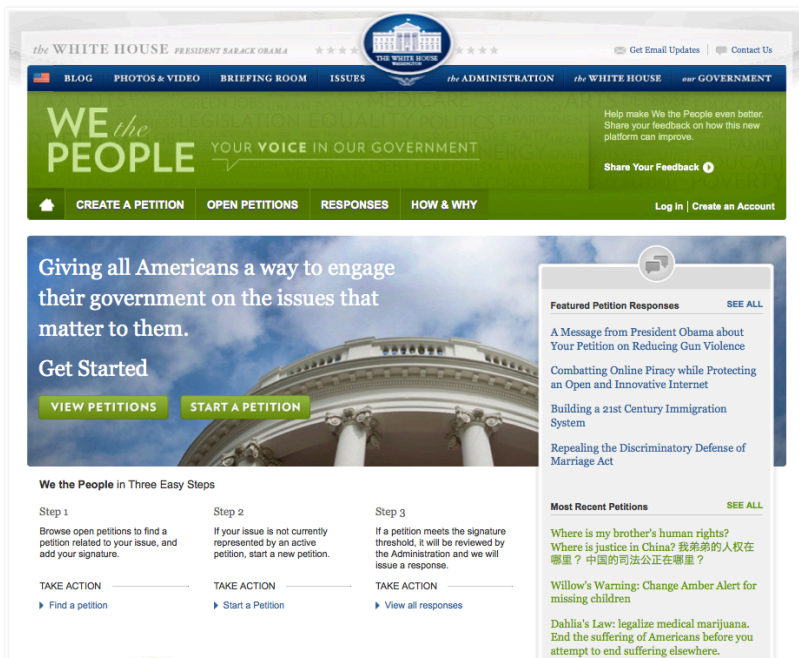 the WHITE HOUSE PRESIDENT BARACK OBAMA
THE WHITE HOUSE
WASHINGTON
Get Email Updates
Contact Us
BLOG
PHOTOS & VIDEO
BRIEFING ROOM
ISSUES
the ADMINISTRATION
the WHITE HOUSE
our GOVERNMENT
WE the
PEOPLE
YOUR VOICE IN OUR GOVERNMENT
Help make We the People even better.
Share your feedback on how this new
platform can improve.
Share Your Feedback
CREATE A PETITION
OPEN PETITIONS
RESPONSES
HOW & WHY
Log In | Create an Account
Giving all Americans a way to engage
their government on the issues that
matter to them.
Get Started
VIEW PETITIONS
START A PETITION
Featured Petition Responses
SEE ALL
A Message from President Obama about
Your Petition on Reducing Gun Violence
Combatting Online Piracy while Protecting
an Open and Innovative Internet
Building a 21st Century Immigration
System
Repealing the Discriminatory Defense of
Marriage Act
Most Recent Petitions
SEE ALL
Where is my brother's human rights?
Where is justice in China? 我弟弟的人权在
哪里？中国的司法公正在哪里？
Willow's Warning: Change Amber Alert for
missing children
Dahlia's Law: legalize medical marijuana.
End the suffering of Americans before you
attempt to end suffering elsewhere.
We the People in Three Easy Steps
Step 1
Browse open petitions to find a
petition related to your issue, and
add your signature.
TAKE ACTION
Find a petition
Step 2
If your issue is not currently
represented by an active
petition, start a new petition.
TAKE ACTION
Start a Petition
Step 3
If a petition meets the signature
threshold, it will be reviewed by
the Administration and we will
issue a response.
TAKE ACTION
View all responses